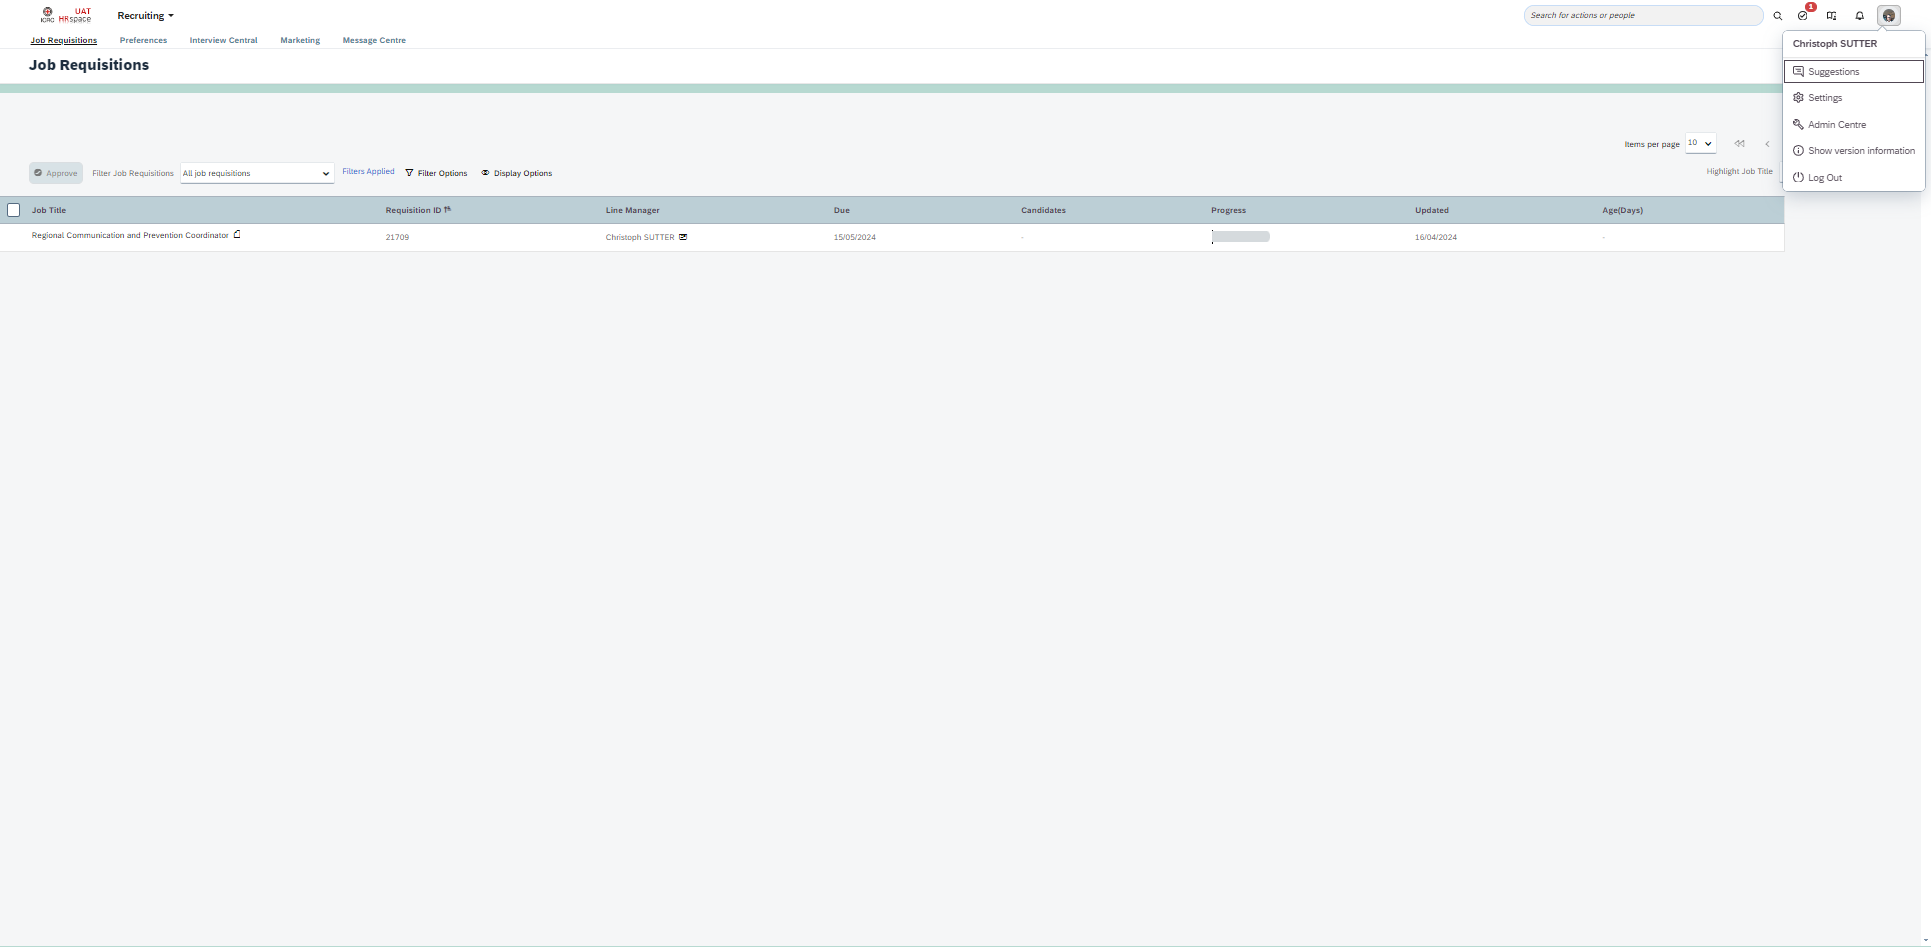 ICRC
UAT
HRspace
Recruiting
Search for actions or people
1
Job Requisitions
Preferences
Interview Central
Marketing
Message Centre
Christoph SUTTER
Job Requisitions
Suggestions
Settings
Admin Centre
Show version information
Log Out
Items per page
10
Approve
Filter Job Requisitions
All job requisitions
Filters Applied
Filter Options
Display Options
Highlight Job Title
Job Title
Requisition ID
Line Manager
Due
Candidates
Progress
Updated
Age(Days)
Regional Communication and Prevention Coordinator
21709
Christoph SUTTER
15/05/2024
-
16/04/2024
-